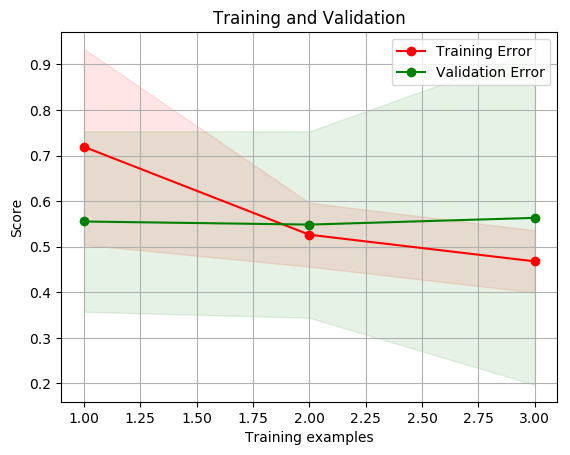 Training and Validation
Training Error
Validation Error
0.9
0.8
0.7
0.6
0.5
0.4
0.3
0.2
Score
1.00 1.25 1.50 1.75 2.00 2.25 2.50 2.75 3.00
Training examples